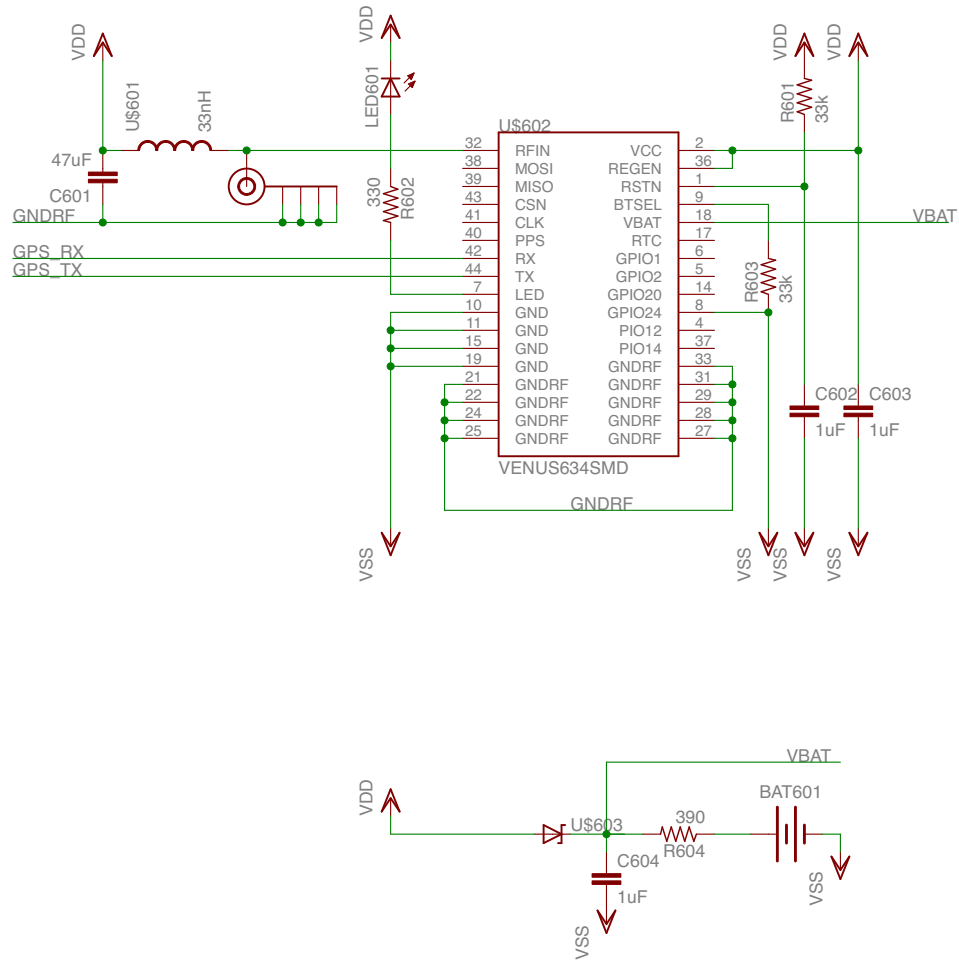 VDD
U$601
33nH
47uF
C601
GNDRF
GPS_RX
GPS_TX
VDD
LED601
330
R602
VSS
U$602
32 RFIN VCC 2
38 MOSI REGEN 36
39 MISO RSTN 1
43 CSN BTSEL 9
41 CLK VBAT 18
40 PPS RTC 17
42 RX GPIO1 6
44 TX GPIO2 5
7 LED GPIO20 14
10 GND GPIO24 8
11 GND PIO12 4
15 GND PIO14 37
19 GND GNDRF 33
21 GNDRF GNDRF 31
22 GNDRF GNDRF 29
24 GNDRF GNDRF 28
25 GNDRF GNDRF 27
VENUS634SMD
GNDRF
VDD
VDD
R601
33k
VBAT
R603
33k
C602
1uF
C603
1uF
VSS
VSS
VSS
VBAT
VDD
U$603
390
R604
BAT601
C604
1uF
VSS
VSS